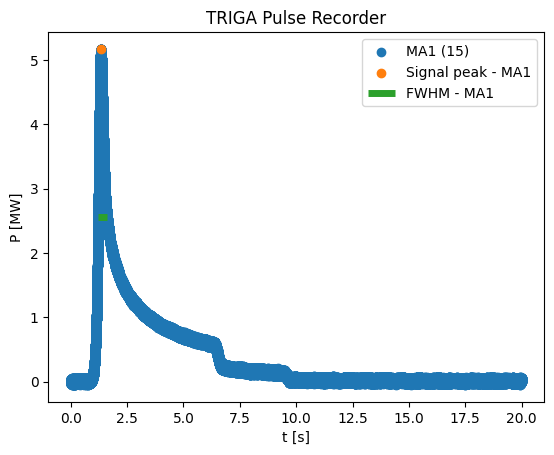 TRIGA Pulse Recorder
MA1 (15)
Signal peak - MA1
FWHM - MA1
P [MW]
5
4
3
2
1
0
0.0 2.5 5.0 7.5 10.0 12.5 15.0 17.5 20.0
t [s]